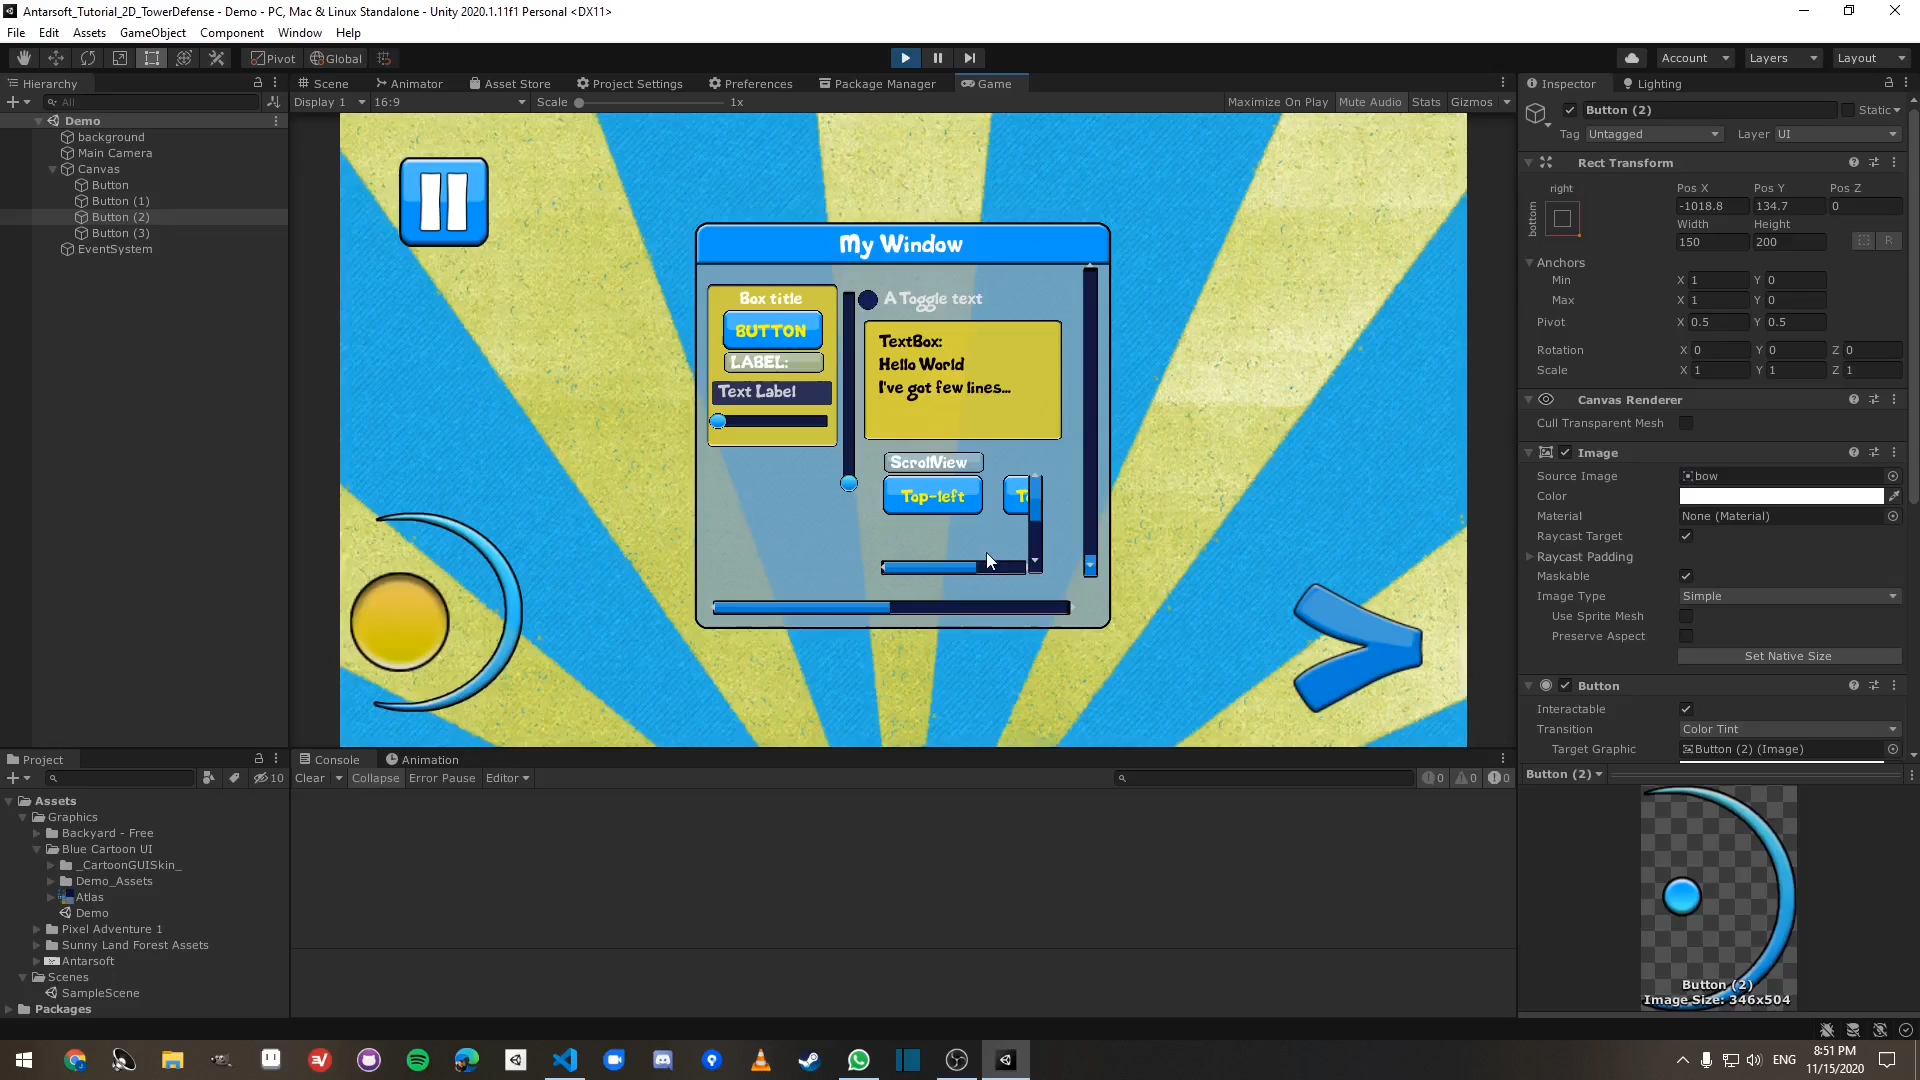 Antarsoft_Tutorial_2D_TowerDefense - Demo - PC, Mac & Linux Standalone - Unity 2020.1.11f1 Personal <DX11>
File Edit Assets GameObject Component Window Help
Pivot Global Account Layers Layout
Hierarchy
All
Demo
background
Main Camera
Canvas
Button
Button (1)
Button (2)
Button (3)
EventSystem
Scene Animator Asset Store Project Settings Preferences Package Manager Game
Display 1 16:9 Scale 1x Maximize On Play Mute Audio Stats Gizmos
My Window
Box title
BUTTON
LABEL:
Text Label
A Toggle text
TextBox:
Hello World
I've got few lines...
ScrollView
Top-left
Inspector Lighting
Button (2) Static
Tag Untagged Layer UI
Rect Transform
right
bottom
Pos X Pos Y Pos Z
-1018.8 134.7 0
Width Height
150 200
R
Anchors
Min X 1 Y 0
Max X 1 Y 0
Pivot X 0.5 Y 0.5
Rotation X 0 Y 0 Z 0
Scale X 1 Y 1 Z 1
Canvas Renderer
Cull Transparent Mesh
Image
Source Image bow
Color
Material None (Material)
Raycast Target
Raycast Padding
Maskable
Image Type Simple
Use Sprite Mesh
Preserve Aspect
Set Native Size
Button
Interactable
Transition Color Tint
Target Graphic Button (2) (Image)
Button (2)
Button (2)
Image Size: 346x504
Project
10
Assets
Graphics
Backyard - Free
Blue Cartoon UI
_CartoonGUISkin_
Demo_Assets
Atlas
Demo
Pixel Adventure 1
Sunny Land Forest Assets
Antarsoft
Scenes
SampleScene
Packages
Console Animation
Clear Collapse Error Pause Editor 0 0 0
ENG
8:51 PM
11/15/2020